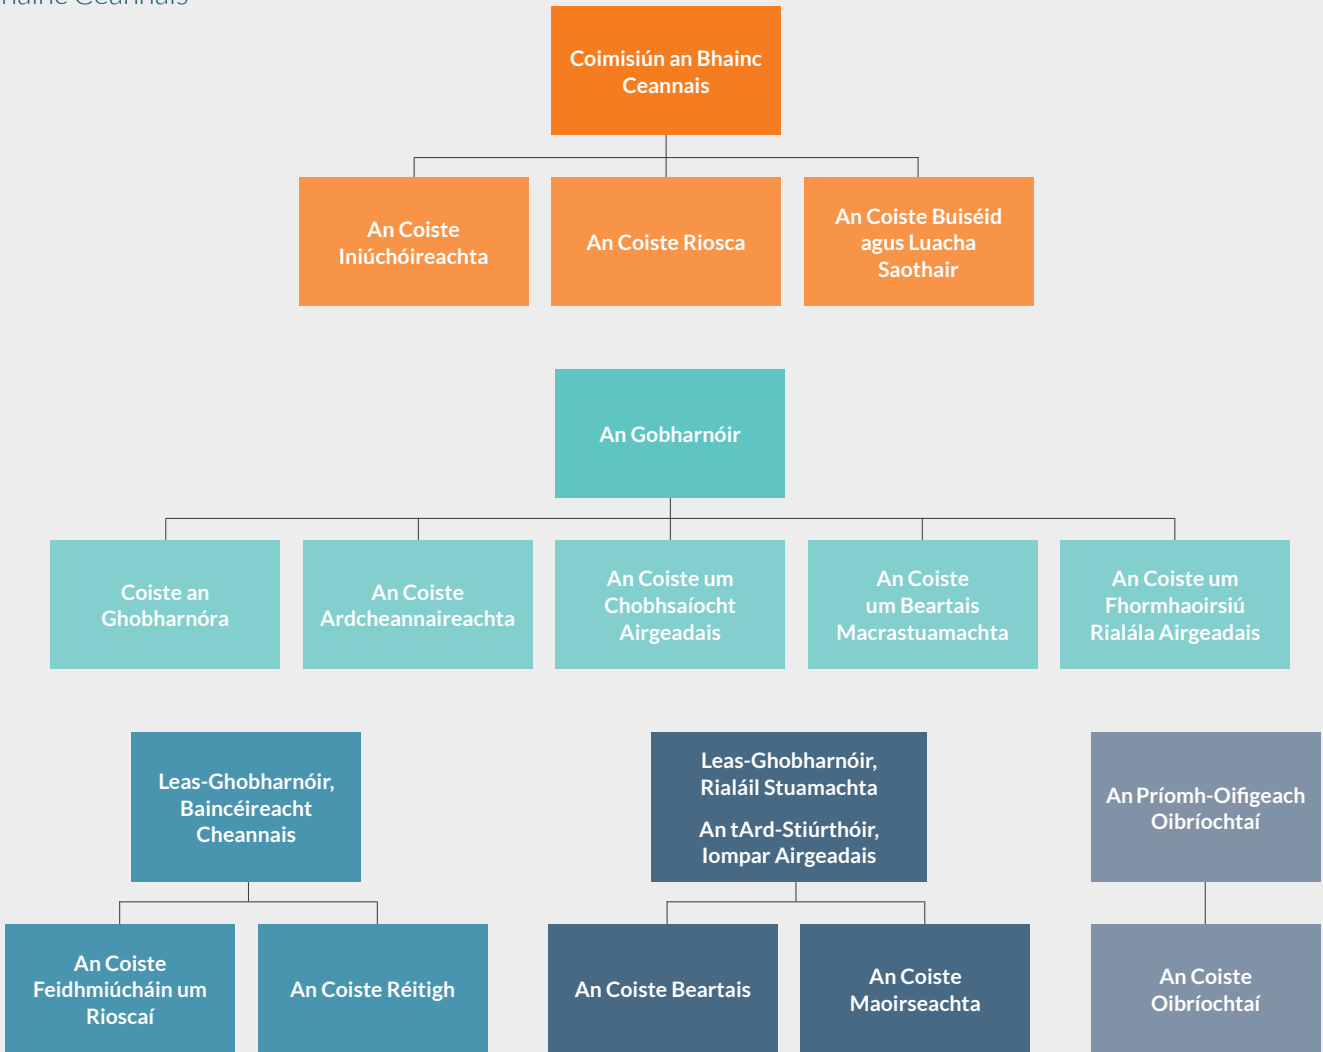 Ceannais
Coimisiún an Bhainc
Ceannais
An Coiste
Iniúchóireachta
An Coiste Riosca
An Coiste Buiséid
agus Luacha
Saothair
An Gobharnóir
Coiste an
Ghobharnóra
An Coiste
Ardcheannaireachta
An Coiste um
Chobhsaíocht
Airgeadais
An Coiste
um Beartais
Macrastuamachta
An Coiste um
Fhormhaoirsiú
Rialála Airgeadais
Leas-Ghobharnóir,
Baincéireacht
Cheannais
Leas-Ghobharnóir,
Rialáil Stuamachta
An tArd-Stiúrthóir,
Iompar Airgeadais
An Príomh-Oifigeach
Oibríochtaí
An Coiste
Feidhmiúcháin um
Rioscaí
An Coiste Réitigh
An Coiste Beartais
An Coiste
Maoirseachta
An Coiste
Oibríochtaí